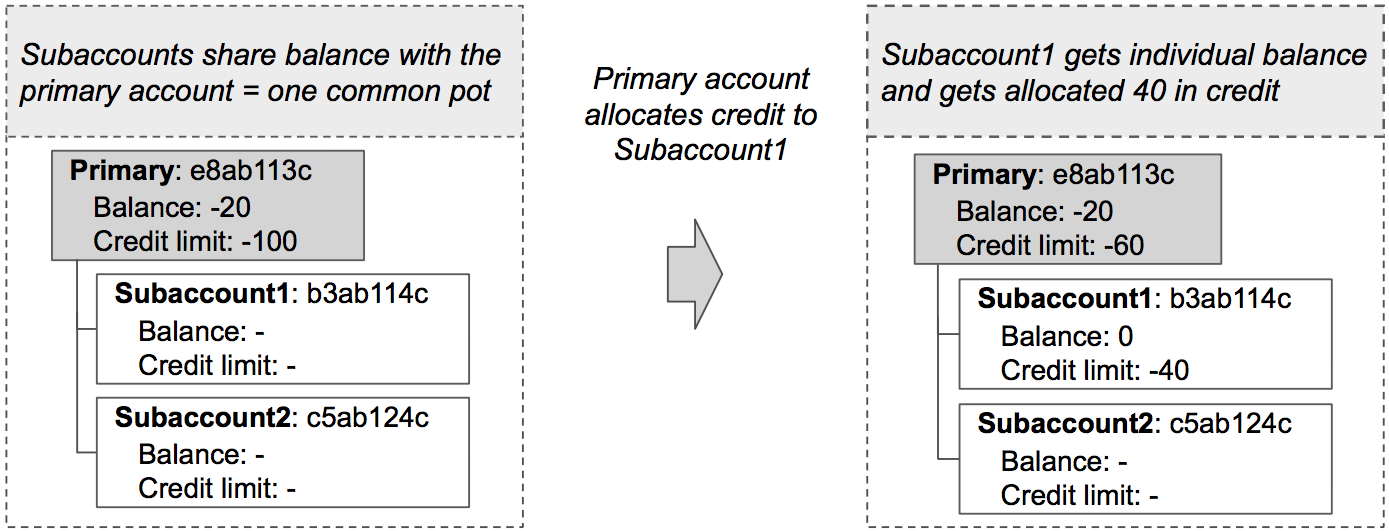 Subaccounts share balance with the
primary account = one common pot
Primary: e8ab113c
Balance: -20
Credit limit: -100
Subaccount1: b3ab114c
Balance: -
Credit limit: -
Subaccount2: c5ab124c
Balance: -
Credit limit: -
Primary account
allocates credit to
Subaccount1
Subaccount1 gets individual balance
and gets allocated 40 in credit
Primary: e8ab113c
Balance: -20
Credit limit: -60
Subaccount1: b3ab114c
Balance: 0
Credit limit: -40
Subaccount2: c5ab124c
Balance: -
Credit limit: -